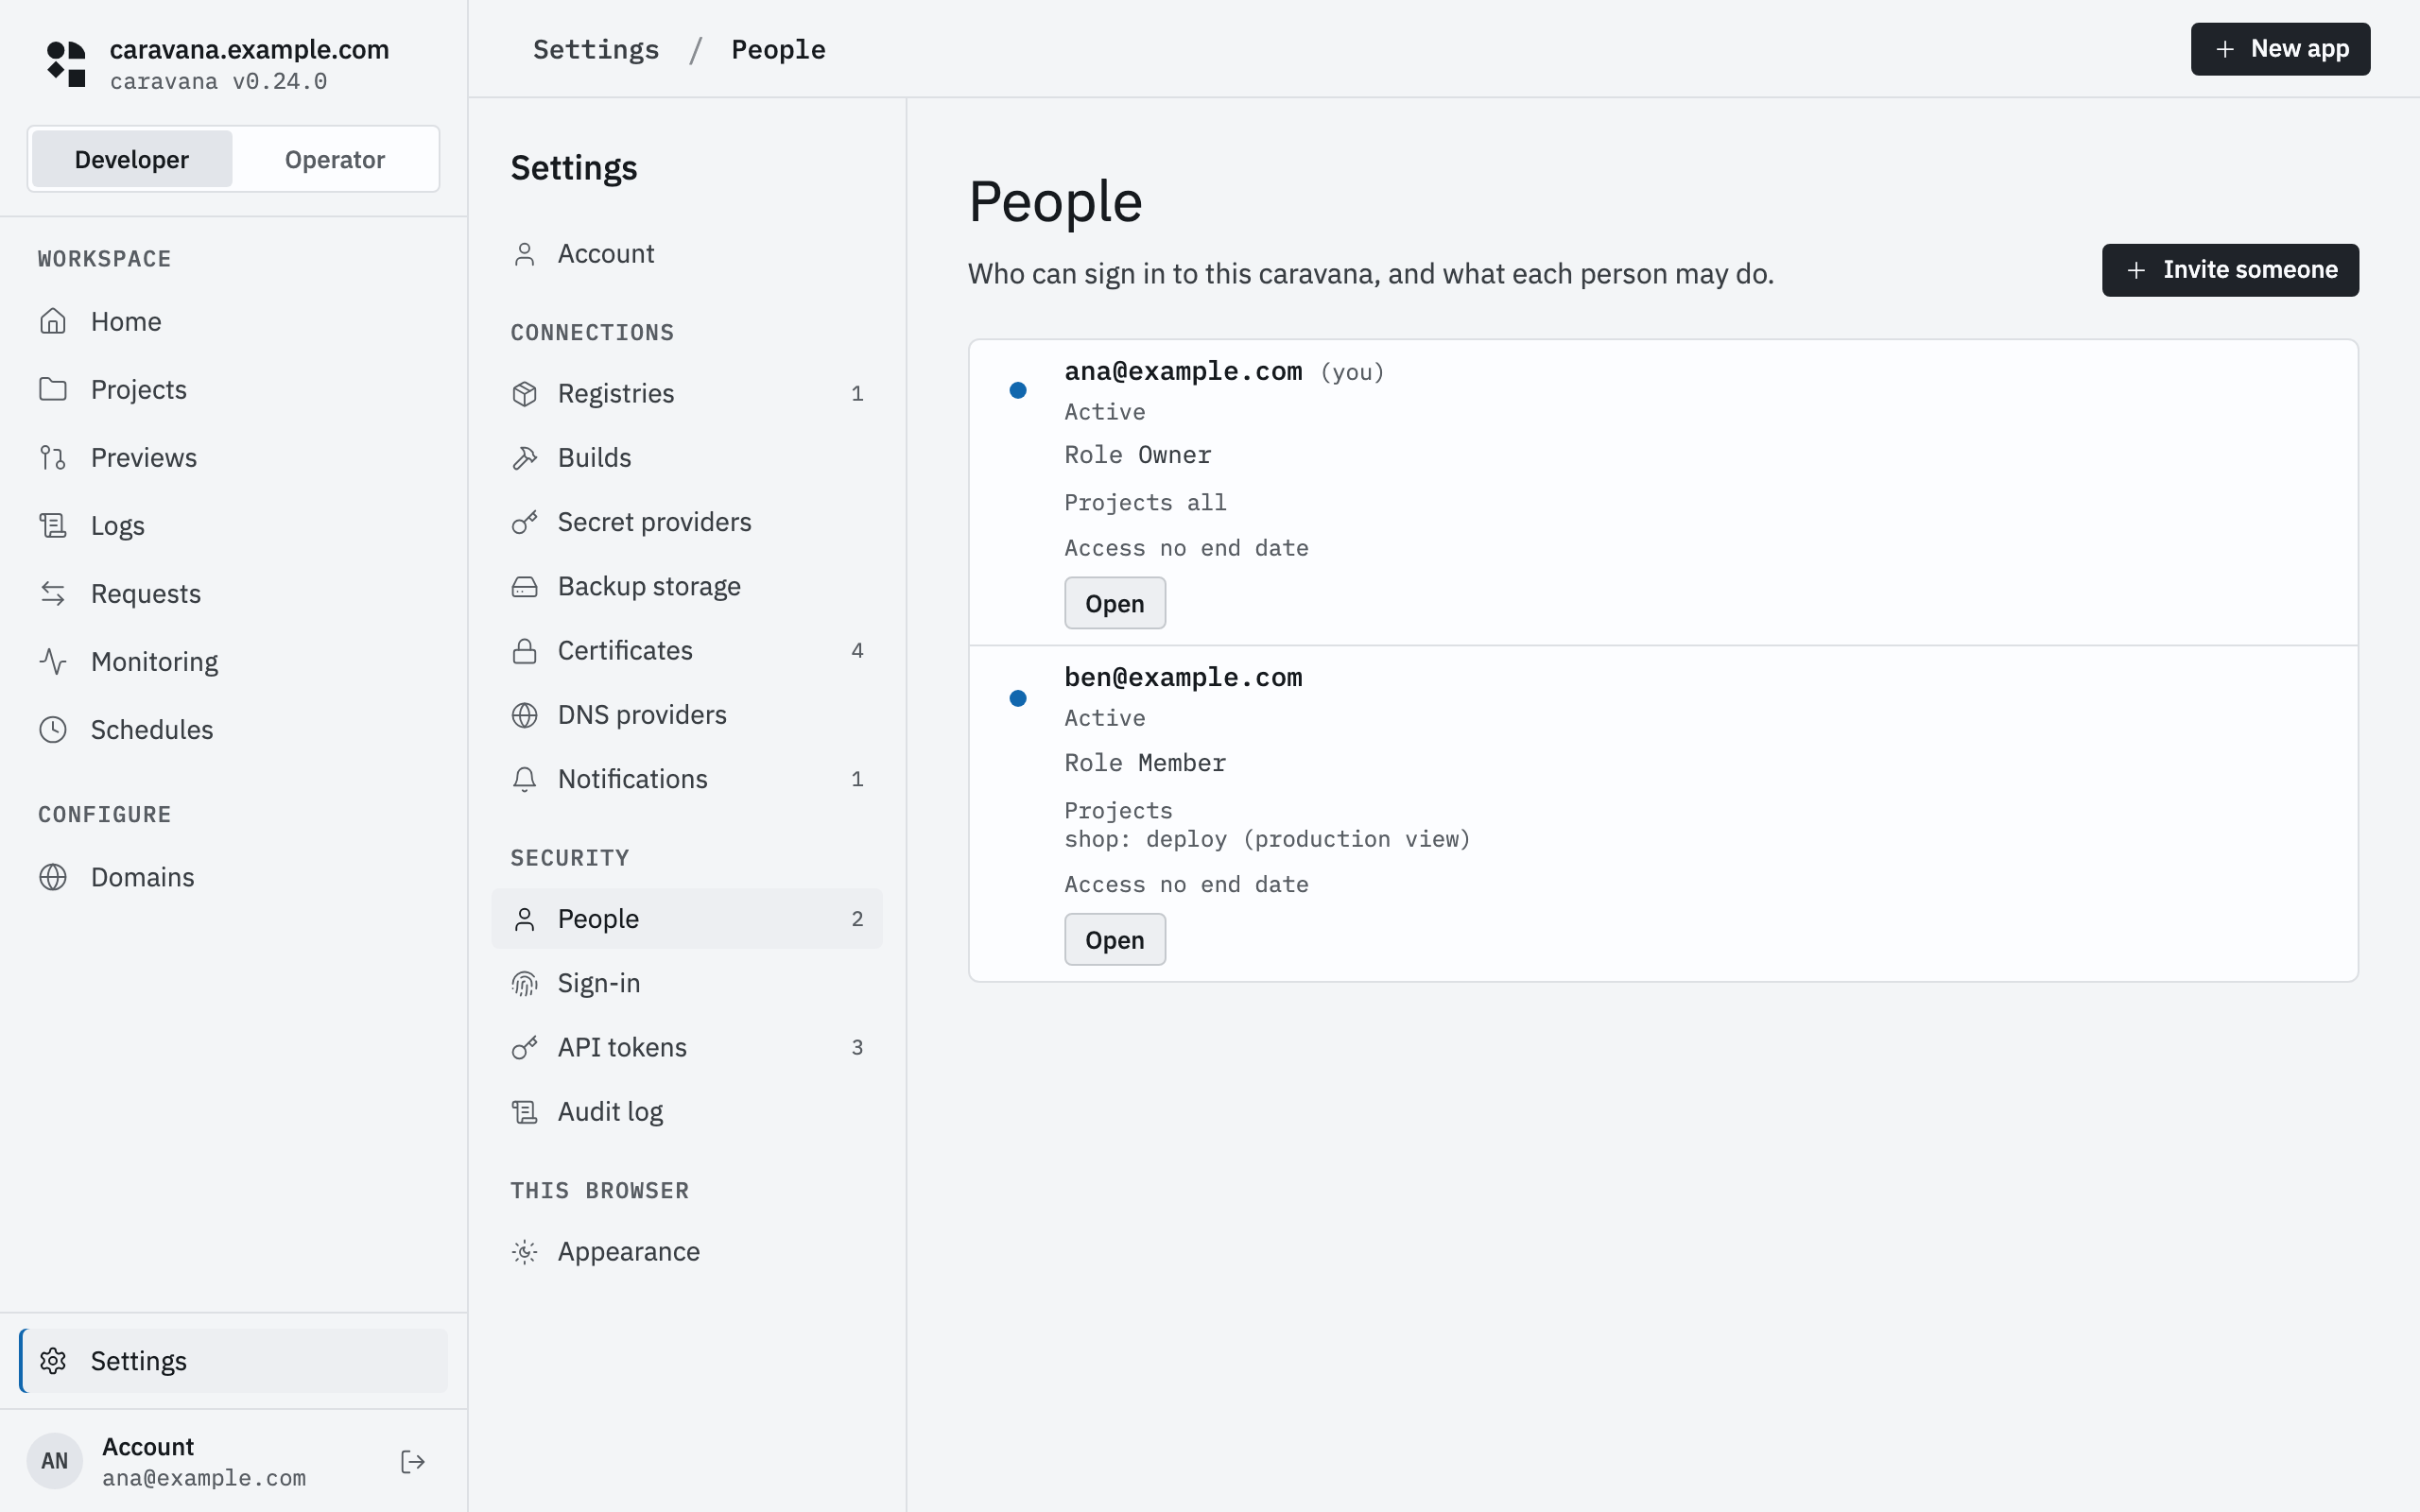 caravana.example.com
caravana v0.24.0
Developer
Operator
WORKSPACE
Home
Projects
Previews
Logs
Requests
Monitoring
Schedules
CONFIGURE
Domains
Settings
AN
Account
ana@example.com
Settings / People
New app
Settings
Account
CONNECTIONS
Registries 1
Builds
Secret providers
Backup storage
Certificates 4
DNS providers
Notifications 1
SECURITY
People 2
Sign-in
API tokens 3
Audit log
THIS BROWSER
Appearance
People
Who can sign in to this caravana, and what each person may do.
Invite someone
ana@example.com (you)
Active
Role Owner
Projects all
Access no end date
Open
ben@example.com
Active
Role Member
Projects
shop: deploy (production view)
Access no end date
Open